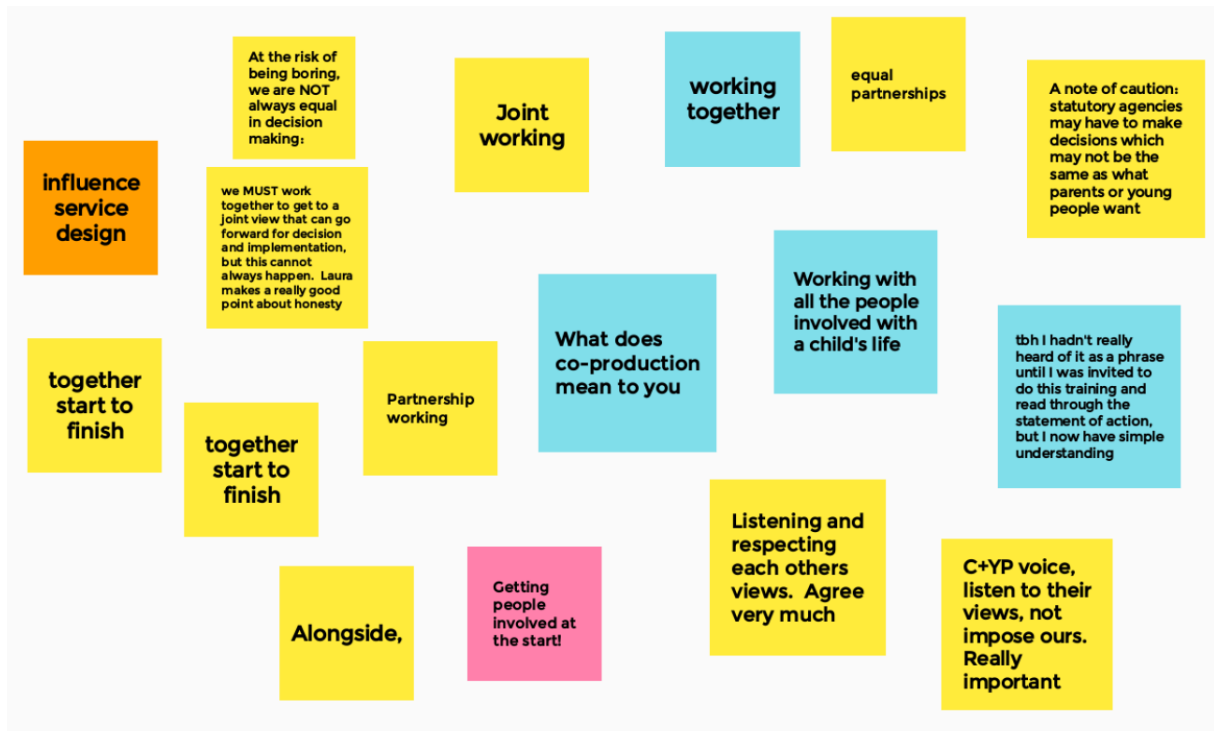 At the risk of
being boring,
we are NOT
always equal
in decision
making:
Joint
working
working
together
equal
partnerships
A note of caution:
statutory agencies
may have to make
decisions which
may not be the
same as what
parents or young
people want
influence
service
design
we MUST work
together to get to a
joint view that can go
forward for decision
and implementation,
but this cannot
always happen.  Laura
makes a really good
point about honesty
Working with
all the people
involved with
a child's life
What does
co-production
mean to you
tbh I hadn't really
heard of it as a phrase
until I was invited to
do this training and
read through the
statement of action,
but I now have simple
understanding
together
start to
finish
together
start to
finish
Partnership
working
Listening and
respecting
each others
views.  Agree
very much
C+YP voice,
listen to their
views, not
impose ours.
Really
important
Alongside,
Getting
people
involved at
the start!